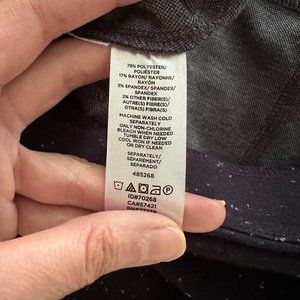 78% POLYESTER/
POLIÉSTER
17% RAYON/ RAYONNE/
RAYÓN
3% SPANDEX/ SPANDEX/
SPANDEX
2% OTHER FIBER(S)/
AUTRE(S) FIBRE(S)/
OTRA(S) FIBRA(S)
MACHINE WASH COLD
SEPARATELY
ONLY NON-CHLORINE
BLEACH WHEN NEEDED
TUMBLE DRY LOW
COOL IRON IF NEEDED
OR DRY CLEAN
SEPARATELY/
SÉPARÉMENT/
SEPARADO
485268
ID#70268
CA#57421